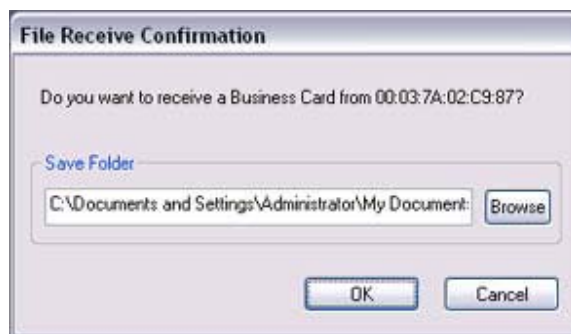 File Receive Confirmation
Do you want to receive a Business Card from 00:03:7A:02:C9:87?
Save Folder
C:\Documents and Settings\Administrator\My Document:
Browse
OK
Cancel